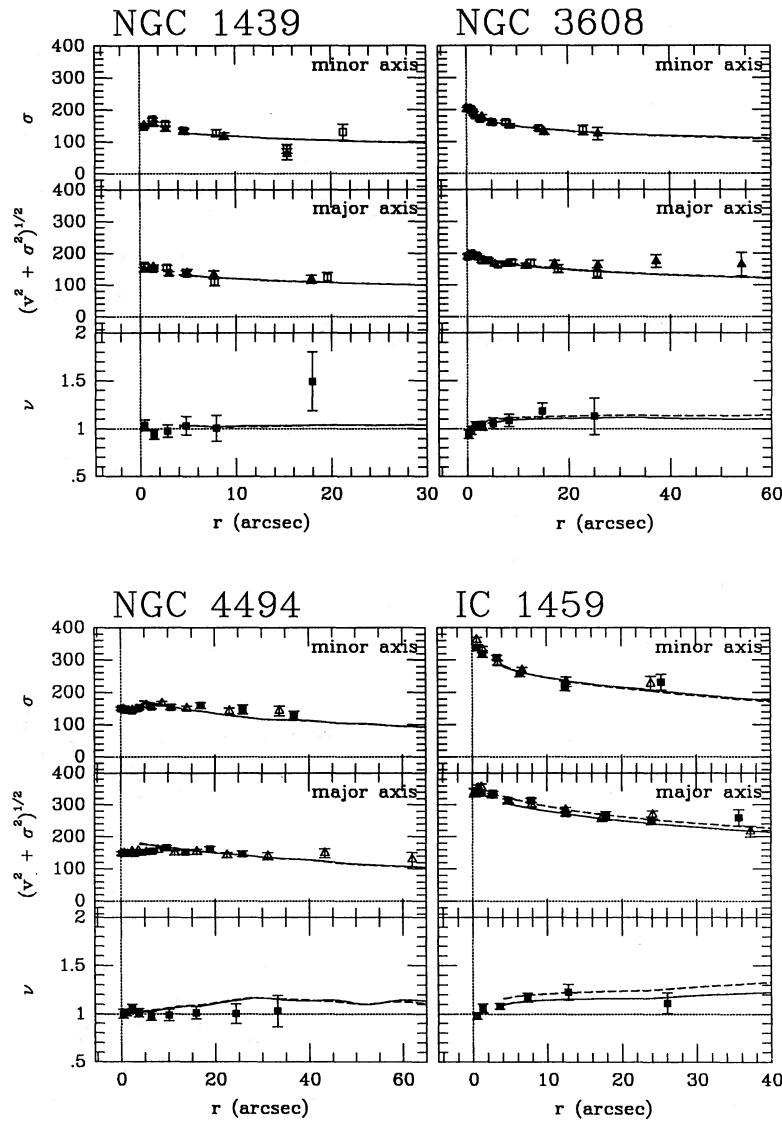 NGC 1439
NGC 3608
400
300
200
100
0
σ
minor axis
minor axis
400
300
200
100
0
(v² + σ²)¹/²
major axis
major axis
2
1.5
1
.5
ν
0
10
20
30
0
20
40
60
r (arcsec)
r (arcsec)
NGC 4494
IC 1459
400
300
200
100
0
σ
minor axis
minor axis
400
300
200
100
0
(v² + σ²)¹/²
major axis
major axis
2
1.5
1
.5
ν
0
20
40
60
0
10
20
30
40
r (arcsec)
r (arcsec)